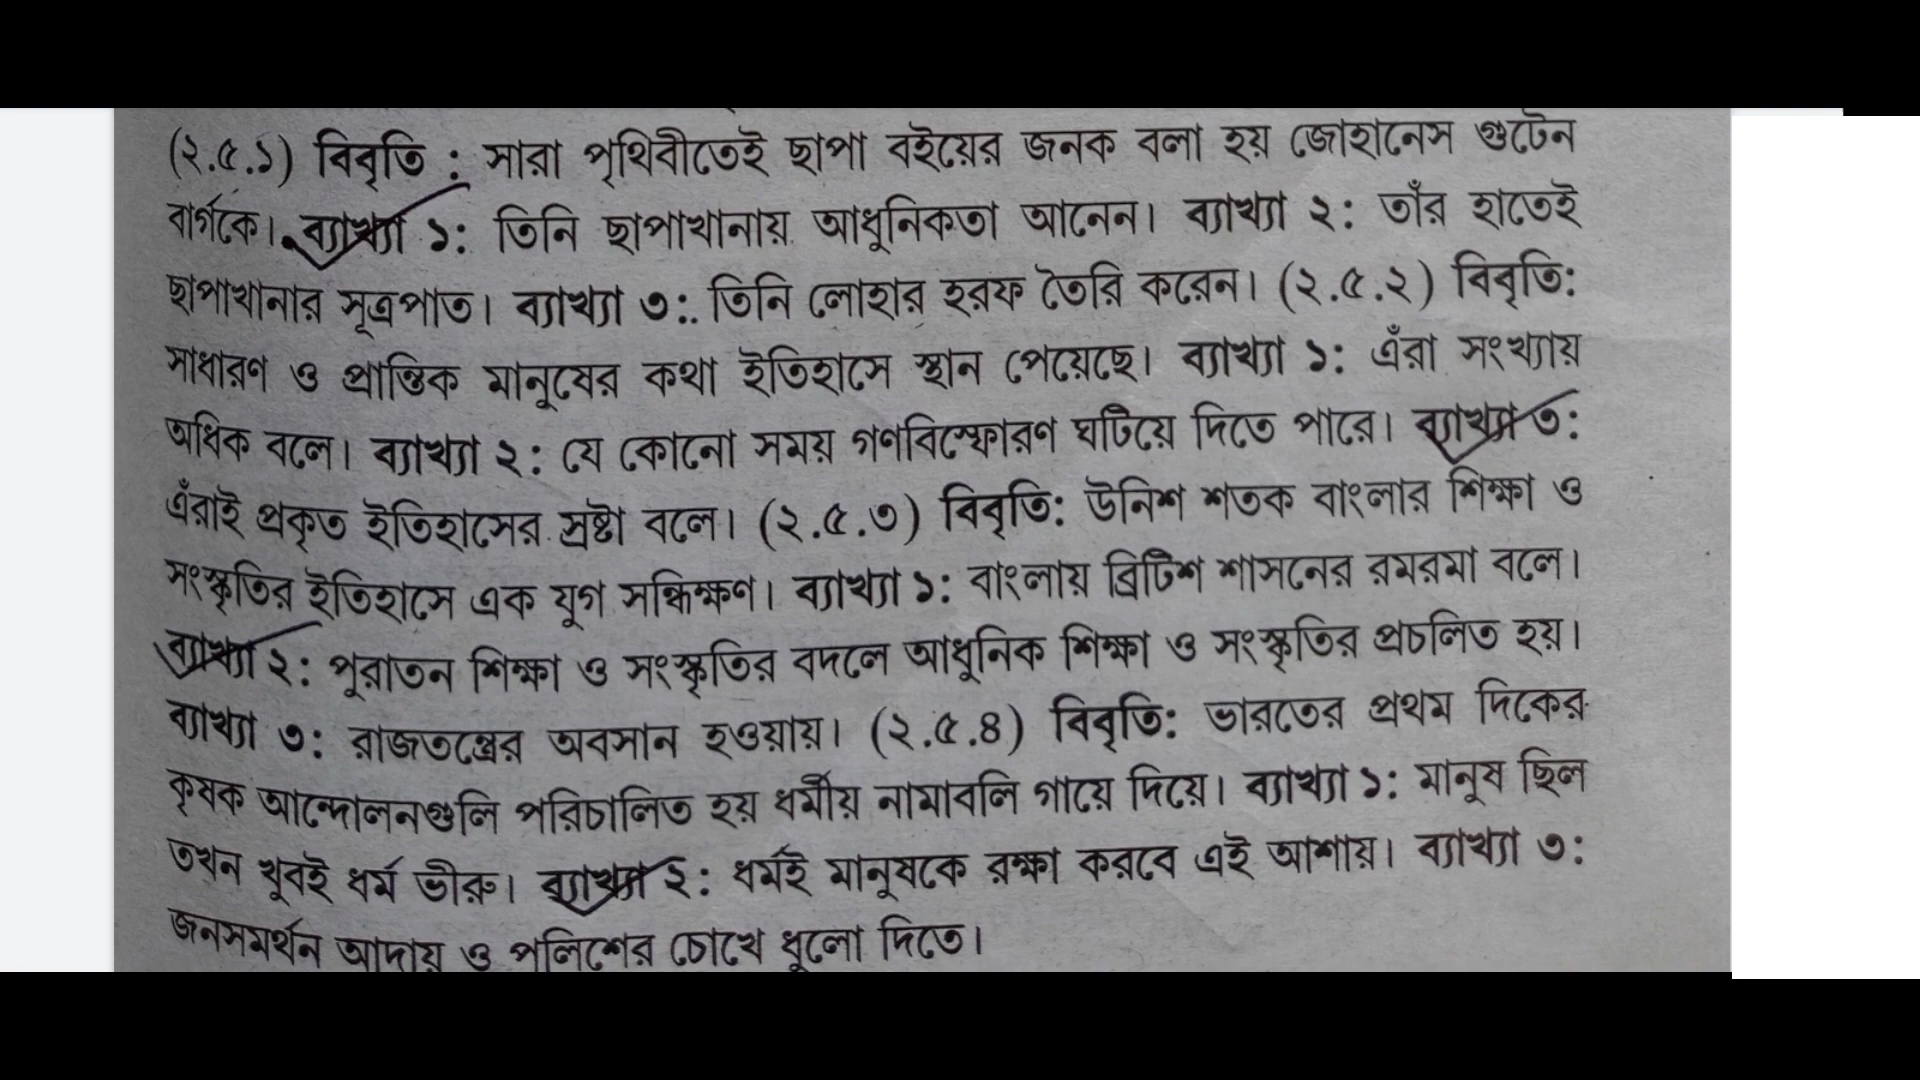 (২.৫.১) বিবৃতি : সারা পৃথিবীতেই ছাপা বইয়ের জনক বলা হয় জোহানেস গুটেন
বার্গকে। ব্যাখ্যা ১: তিনি ছাপাখানায় আধুনিকতা আনেন। ব্যাখ্যা ২: তাঁর হাতেই
ছাপাখানার সূত্রপাত। ব্যাখ্যা ৩: তিনি লোহার হরফ তৈরি করেন। (২.৫.২) বিবৃতি:
সাধারণ ও প্রান্তিক মানুষের কথা ইতিহাসে স্থান পেয়েছে। ব্যাখ্যা ১: এঁরা সংখ্যায়
অধিক বলে। ব্যাখ্যা ২: যে কোনো সময় গণবিস্ফোরণ ঘটিয়ে দিতে পারে। ব্যাখ্যা ৩:
এঁরাই প্রকৃত ইতিহাসের স্রষ্টা বলে। (২.৫.৩) বিবৃতি: উনিশ শতক বাংলার শিক্ষা ও
সংস্কৃতির ইতিহাসে এক যুগ সন্ধিক্ষণ। ব্যাখ্যা ১: বাংলায় ব্রিটিশ শাসনের রমরমা বলে।
ব্যাখ্যা ২: পুরাতন শিক্ষা ও সংস্কৃতির বদলে আধুনিক শিক্ষা ও সংস্কৃতির প্রচলিত হয়।
ব্যাখ্যা ৩: রাজতন্ত্রের অবসান হওয়ায়। (২.৫.৪) বিবৃতি: ভারতের প্রথম দিকের
কৃষক আন্দোলনগুলি পরিচালিত হয় ধর্মীয় নামাবলি গায়ে দিয়ে। ব্যাখ্যা ১: মানুষ ছিল
তখন খুবই ধর্ম ভীরু। ব্যাখ্যা ২: ধর্মই মানুষকে রক্ষা করবে এই আশায়। ব্যাখ্যা ৩:
জনসমর্থন আদায় ও পুলিশের চোখে ধুলো দিতে।